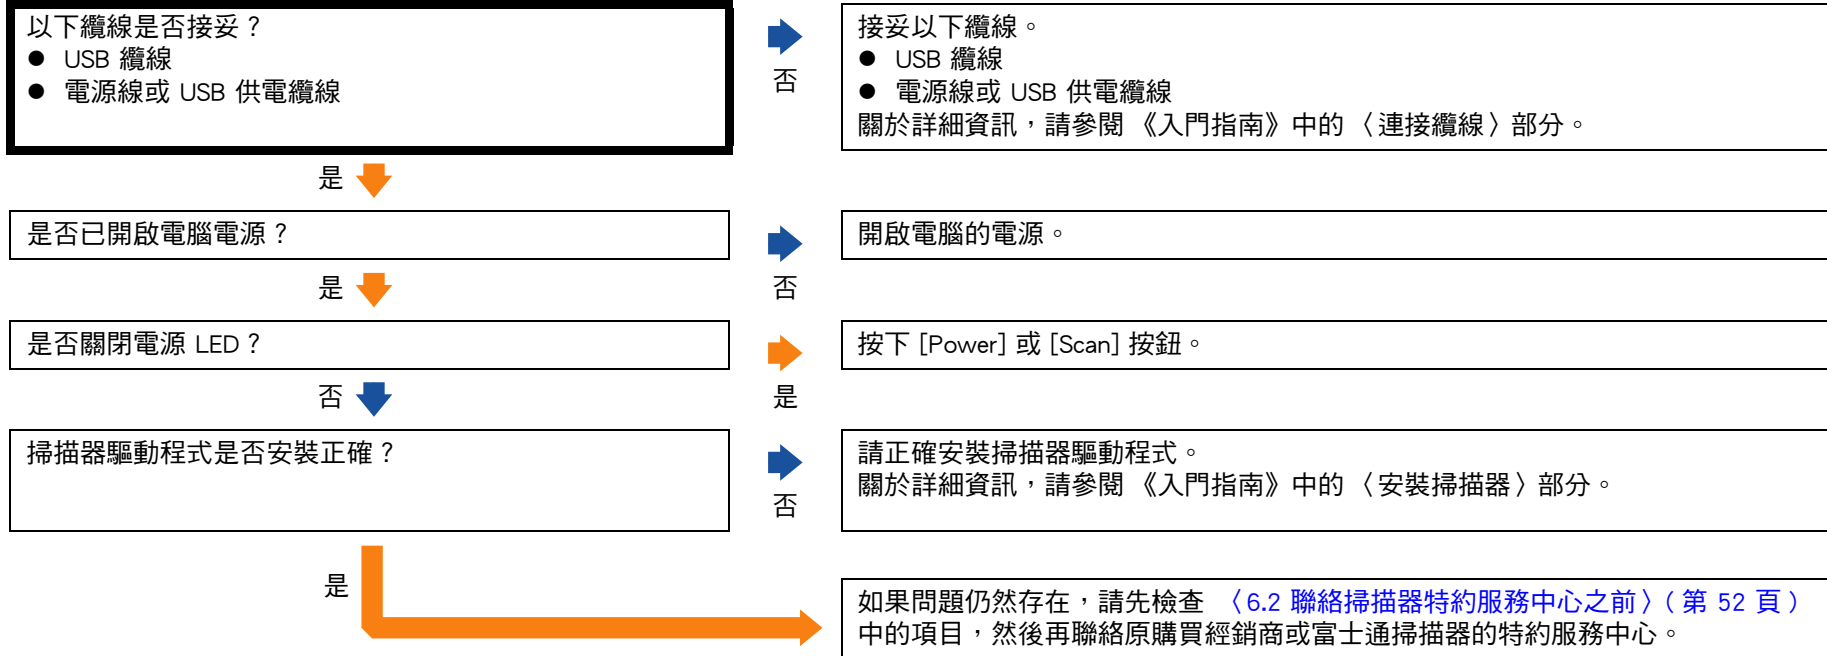 以下纜線是否接妥？
● USB 纜線
● 電源線或 USB 供電纜線
否
接妥以下纜線。
● USB 纜線
● 電源線或 USB 供電纜線
關於詳細資訊，請參閱 《入門指南》中的 〈連接纜線〉部分。
是
是否已開啟電腦電源？
否
開啟電腦的電源。
是
是否關閉電源 LED？
是
按下 [Power] 或 [Scan] 按鈕。
否
掃描器驅動程式是否安裝正確？
否
請正確安裝掃描器驅動程式。
關於詳細資訊，請參閱 《入門指南》中的 〈安裝掃描器〉部分。
是
如果問題仍然存在，請先檢查 〈6.2 聯絡掃描器特約服務中心之前〉( 第 52 頁 )
中的項目，然後再聯絡原購買經銷商或富士通掃描器的特約服務中心。